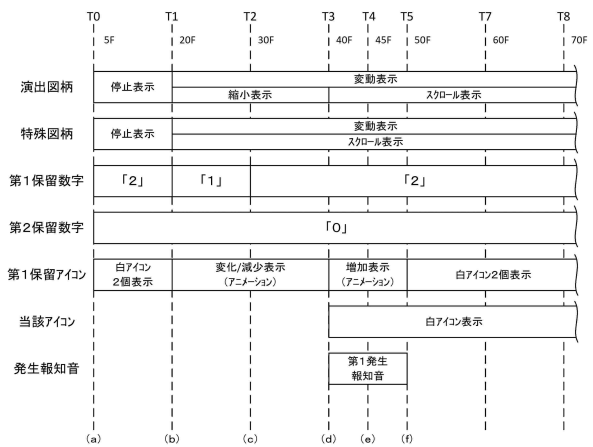 T0 T1 T2 T3 T4 T5 T7 T8
5F 20F 30F 40F 45F 50F 60F 70F
演出図柄
停止表示
変動表示
縮小表示
スクロール表示
特殊図柄
停止表示
変動表示
スクロール表示
第1保留数字
「2」
「1」
「2」
第2保留数字
「0」
第1保留アイコン
白アイコン
2個表示
変化/減少表示
(アニメーション)
増加表示
(アニメーション)
白アイコン2個表示
当該アイコン
白アイコン表示
発生報知音
第1発生
報知音
(a) (b) (c) (d) (e) (f)